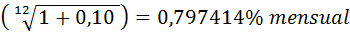 ( ¹²√1 + 0,10 ) = 0,797414% mensual